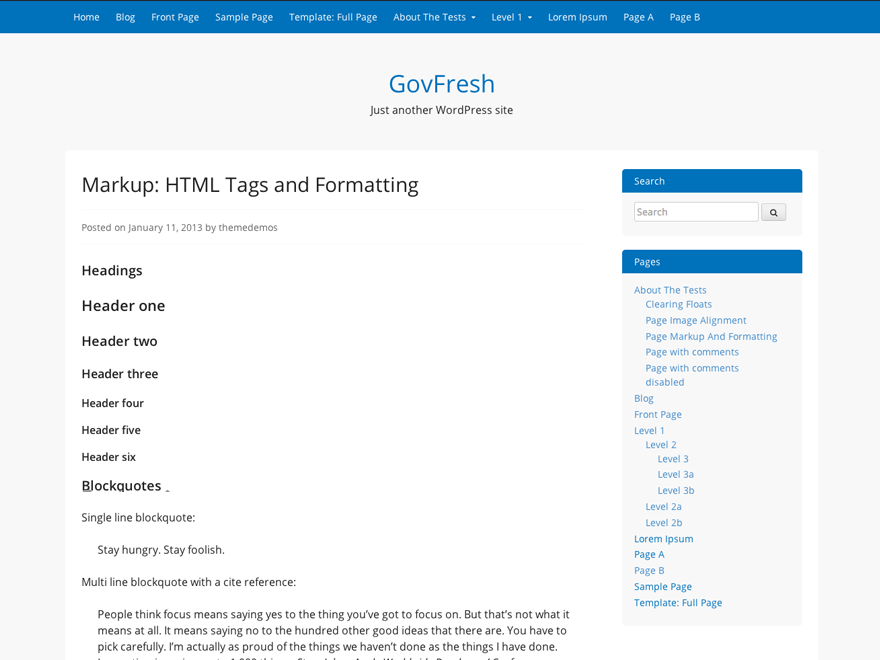 Home Blog Front Page Sample Page Template: Full Page About The Tests Level 1 Lorem Ipsum Page A Page B
GovFresh
Just another WordPress site
Markup: HTML Tags and Formatting
Posted on January 11, 2013 by themedemos
Headings
Header one
Header two
Header three
Header four
Header five
Header six
Blockquotes
Single line blockquote:
Stay hungry. Stay foolish.
Multi line blockquote with a cite reference:
People think focus means saying yes to the thing you’ve got to focus on. But that’s not what it
means at all. It means saying no to the hundred other good ideas that there are. You have to
pick carefully. I’m actually as proud of the things we haven’t done as the things I have done.
Search
Search
Pages
About The Tests
Clearing Floats
Page Image Alignment
Page Markup And Formatting
Page with comments
Page with comments
disabled
Blog
Front Page
Level 1
Level 2
Level 3
Level 3a
Level 3b
Level 2a
Level 2b
Lorem Ipsum
Page A
Page B
Sample Page
Template: Full Page